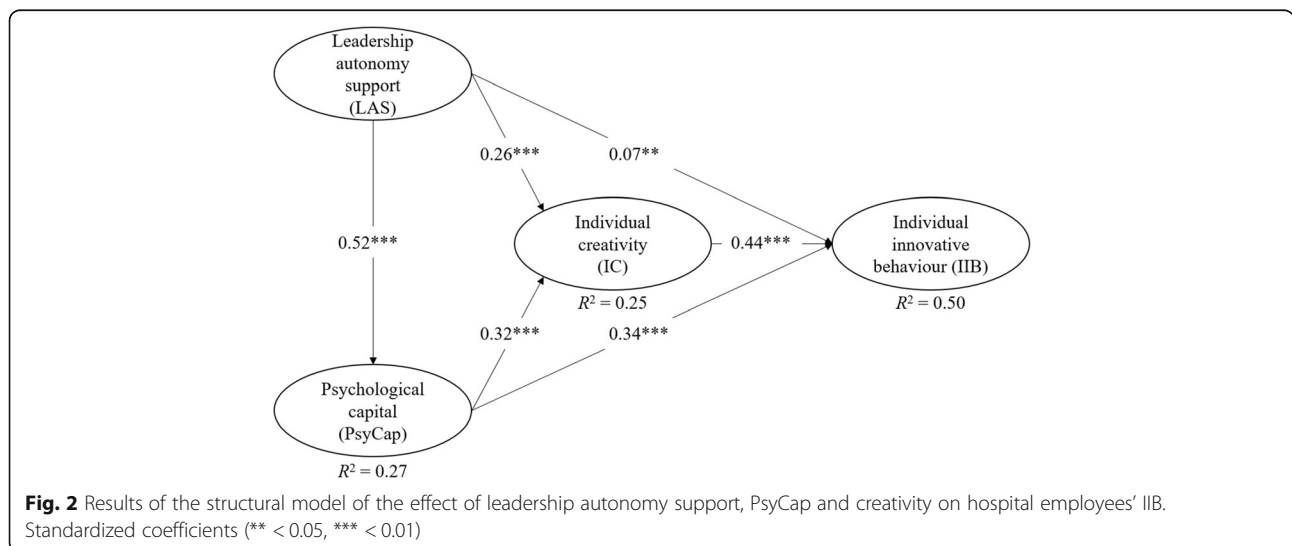 Leadership
autonomy
support
(LAS)
0.26***
0.07**
0.52***
Individual
creativity
(IC)
0.44***
Individual
innovative
behaviour (IIB)
R² = 0.25
R² = 0.50
0.32***
0.34***
Psychological
capital
(PsyCap)
R² = 0.27
Fig. 2 Results of the structural model of the effect of leadership autonomy support, PsyCap and creativity on hospital employees’ IIB.
Standardized coefficients (** < 0.05, *** < 0.01)